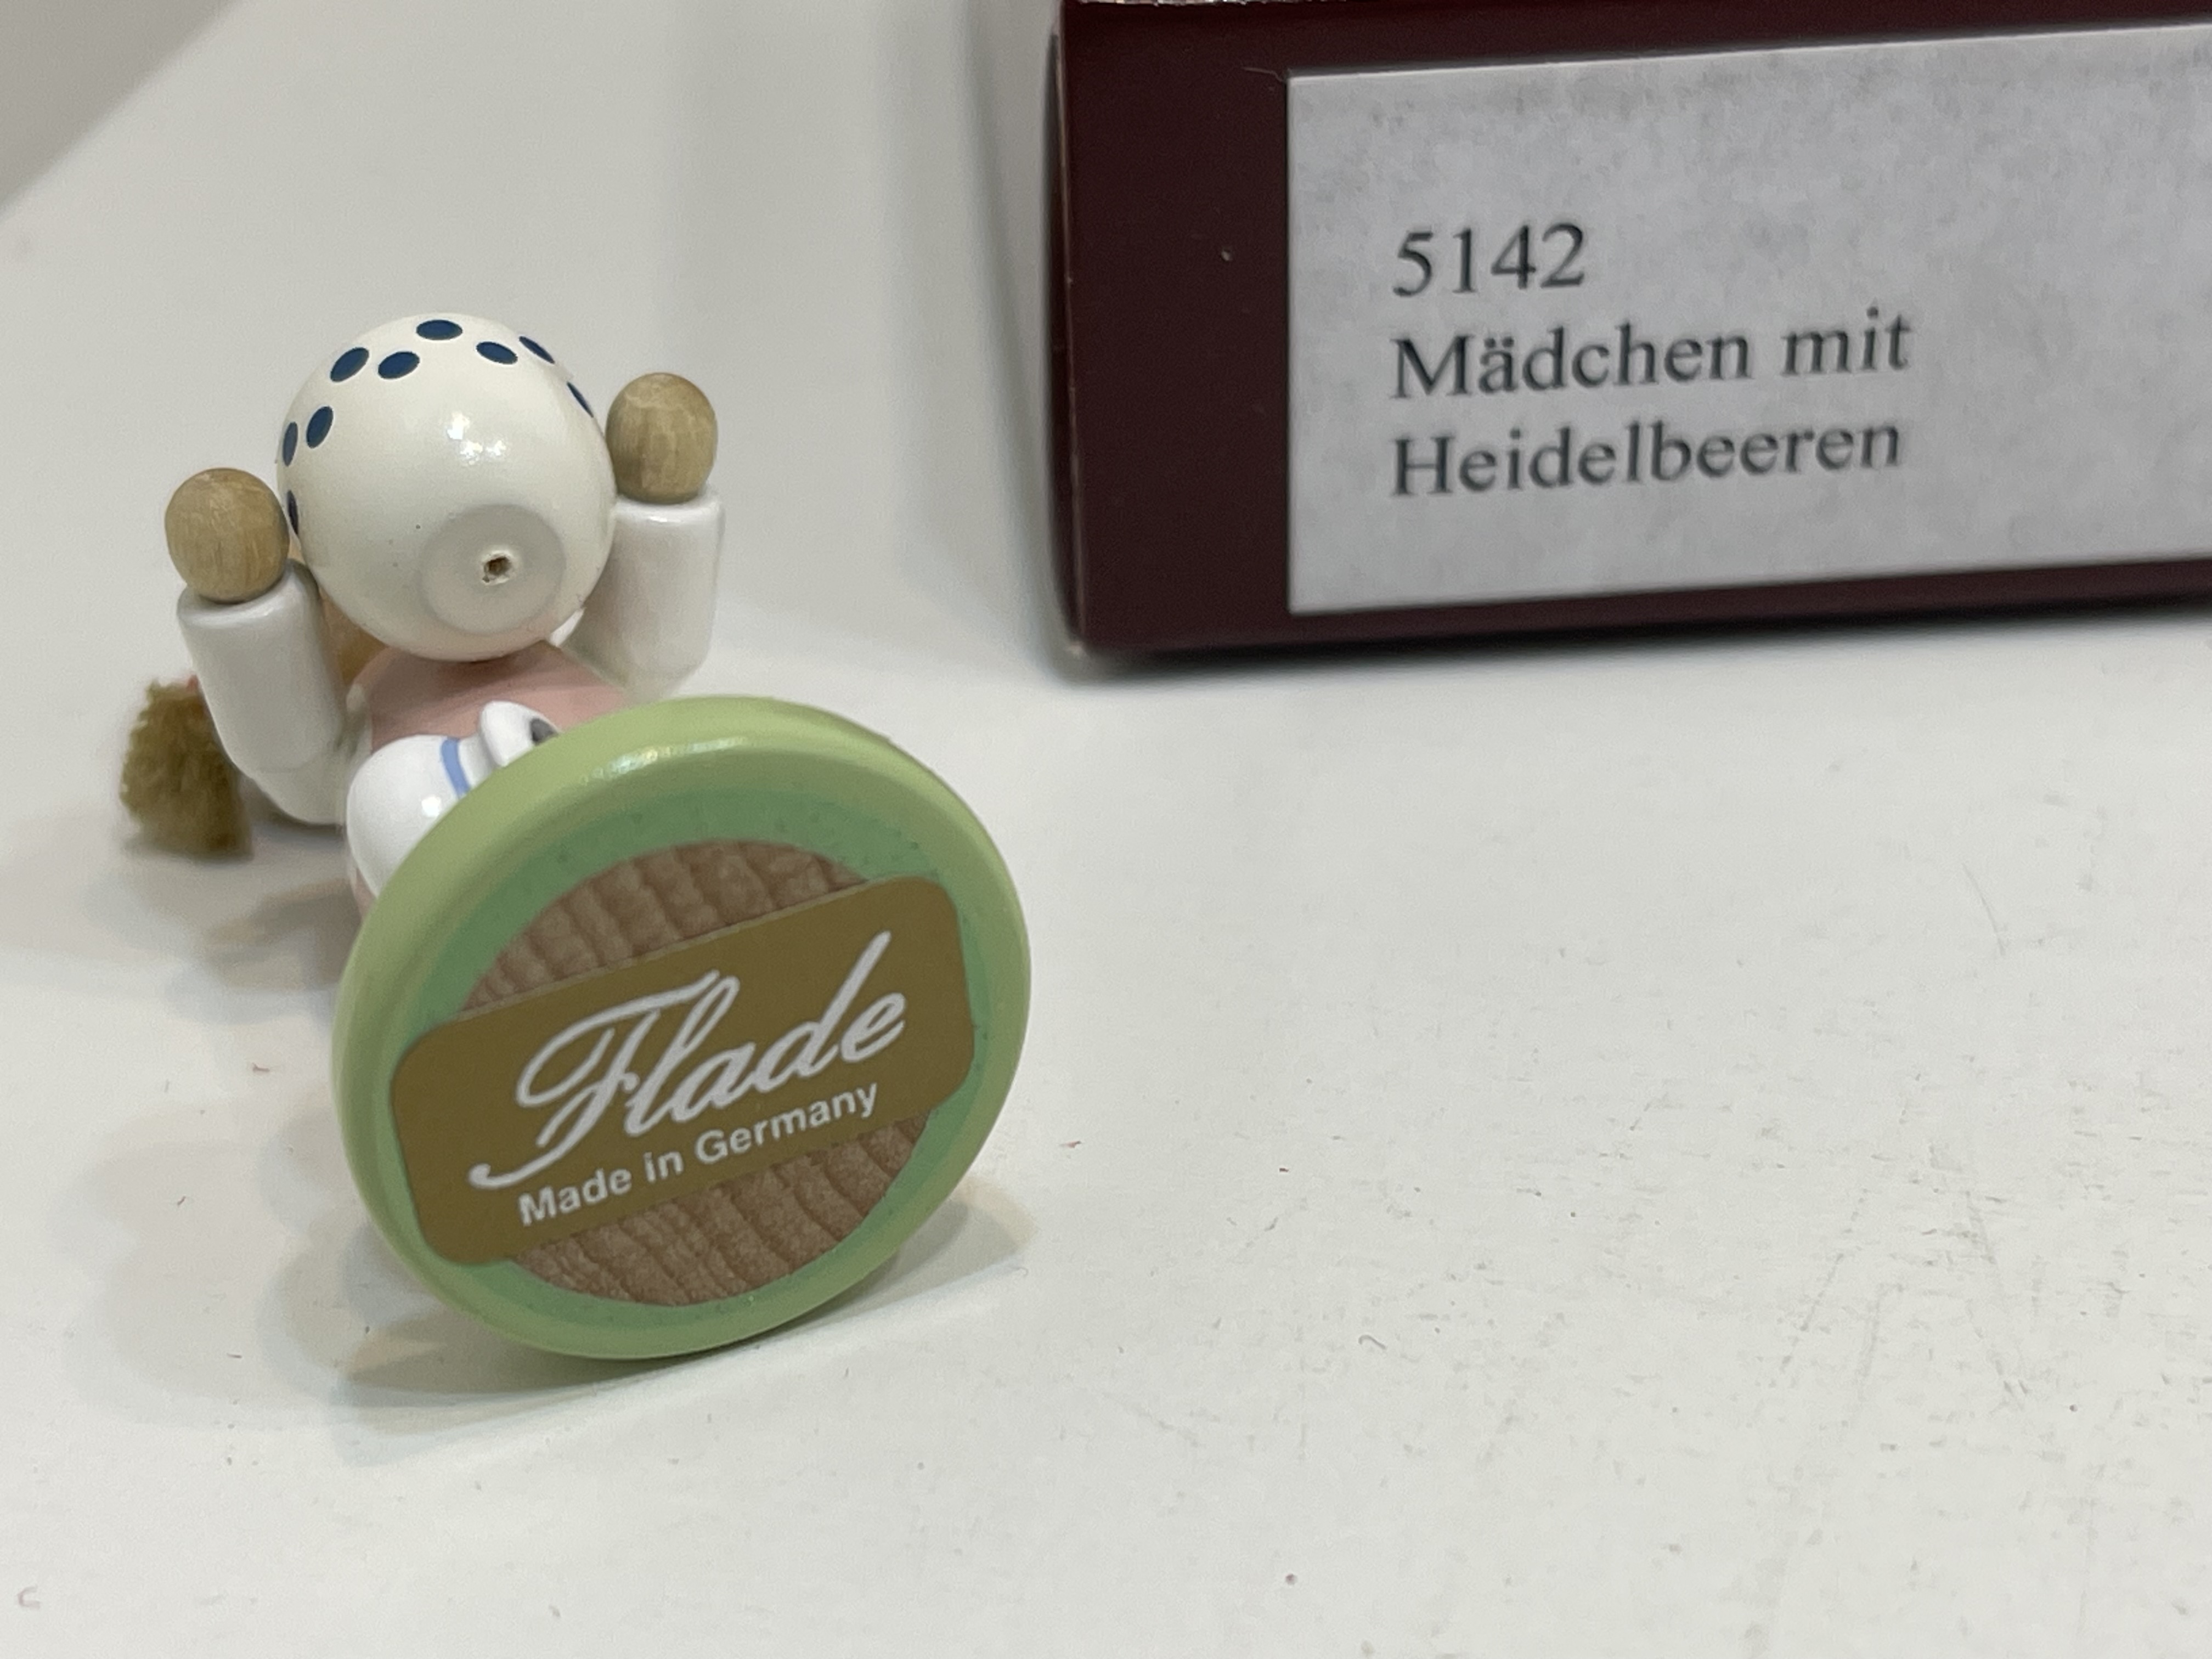 5142
Mädchen mit
Heidelbeeren
Flade
Made in Germany